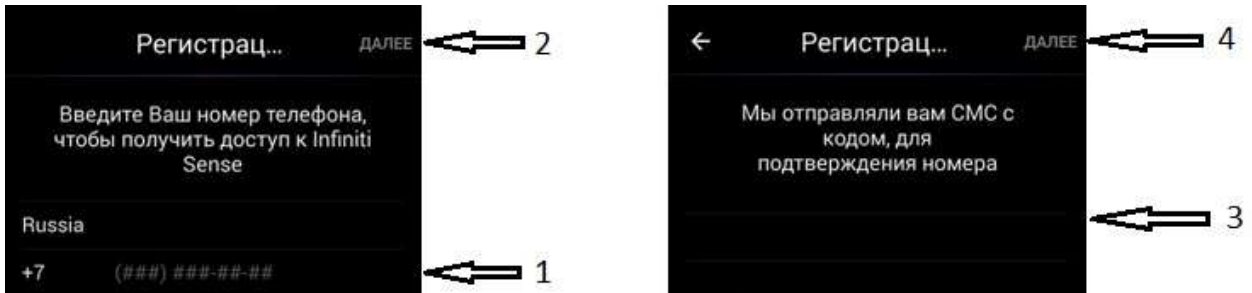 Регистрац... ДАЛЕЕ 2
Введите Ваш номер телефона,
чтобы получить доступ к Infiniti
Sense
Russia
+7 (###) ###-##-## 1
← Регистрац... ДАЛЕЕ 4
Мы отправляли вам СМС с
кодом, для
подтверждения номера
3